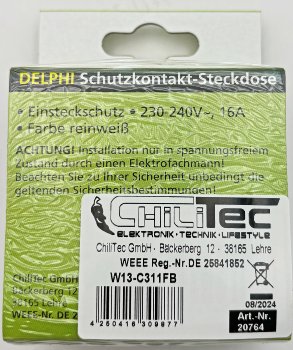 DELPHI Schutzkontakt-Steckdose
• Einsteckschutz • 230-240V~, 16A
• Farbe reinweiß
ACHTUNG! Installation nur in spannungsfreiem
Zustand durch einen Elektrofachmann!
Beachten Sie zu Ihrer Sicherheit unbedingt die
geltenden Sicherheitsbestimmungen!
CHiLiTEC
ELEKTRONIK • TECHNIK • LIFESTYLE
ChiliTec GmbH · Bäckerberg 12 · 38165 Lehre
WEEE Reg.-Nr. DE 25841852
W13-C311FB
ChiliTec GmbH
Bäckerberg
38165 Lehre
WEEE-Nr. DE 25
4 250416 309877
08/2024
Art.-Nr.
20764